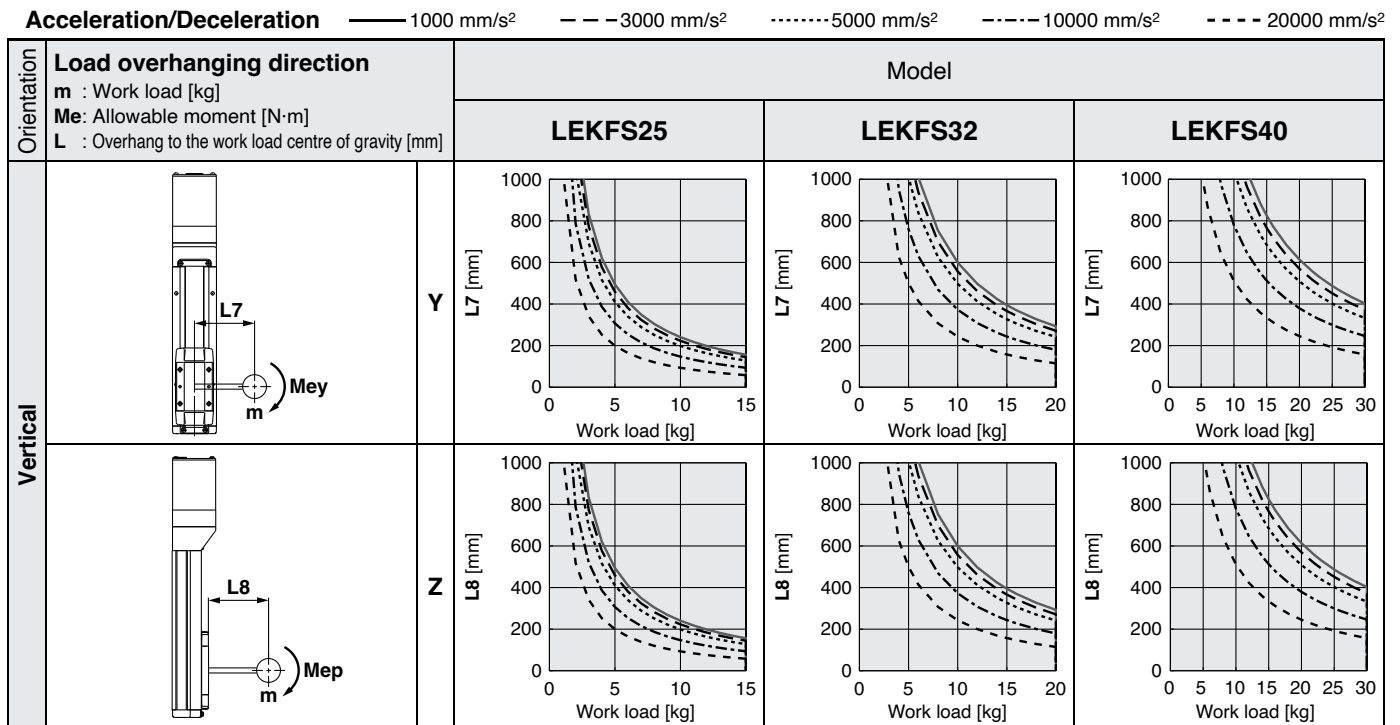 Acceleration/Deceleration 1000 mm/s² 3000 mm/s² 5000 mm/s² 10000 mm/s² 20000 mm/s²
Orientation
Load overhanging direction
m : Work load [kg]
Me: Allowable moment [N·m]
L : Overhang to the work load centre of gravity [mm]
Model
LEKFS25 LEKFS32 LEKFS40
Vertical
L7
Mey
m
Y
L7 [mm]
1000
800
600
400
200
0
0 5 10 15
Work load [kg]
L7 [mm]
1000
800
600
400
200
0
0 5 10 15 20
Work load [kg]
L7 [mm]
1000
800
600
400
200
0
0 5 10 15 20 25 30
Work load [kg]
L8
Mep
m
Z
L8 [mm]
1000
800
600
400
200
0
0 5 10 15
Work load [kg]
L8 [mm]
1000
800
600
400
200
0
0 5 10 15 20
Work load [kg]
L8 [mm]
1000
800
600
400
200
0
0 5 10 15 20 25 30
Work load [kg]